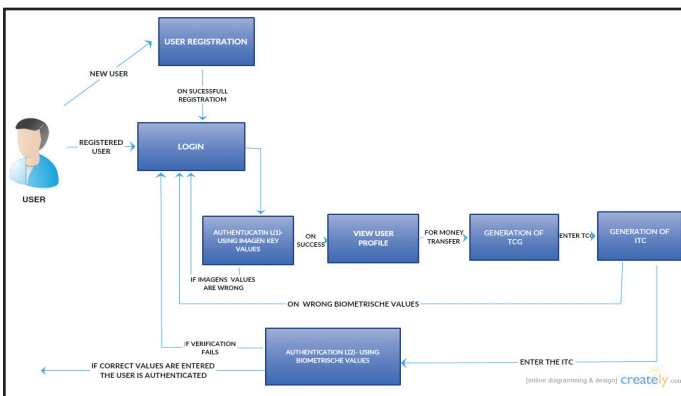 USER REGISTRATION
NEW USER
ON SUCESSFULL
REGISTRATIOM
REGISTERED
USER
LOGIN
USER
AUTHENTUCATIN L(1)-
USING IMAGEN KEY
VALUES
ON
SUCCESS
VIEW USER
PROFILE
FOR MONEY
TRANSFER
GENERATION OF
TCG
ENTER TCG
GENERATION OF
ITC
IF IMAGENS VALUES
ARE WRONG
ON WRONG BIOMETRISCHE VALUES
IF VERIFICATION
FAILS
AUTHENTICATION L(2)- USING
BIOMETRISCHE VALUES
ENTER THE ITC
IF CORRECT VALUES ARE ENTERED
THE USER IS AUTHENTICATED
[online diagramming & design] creately.com